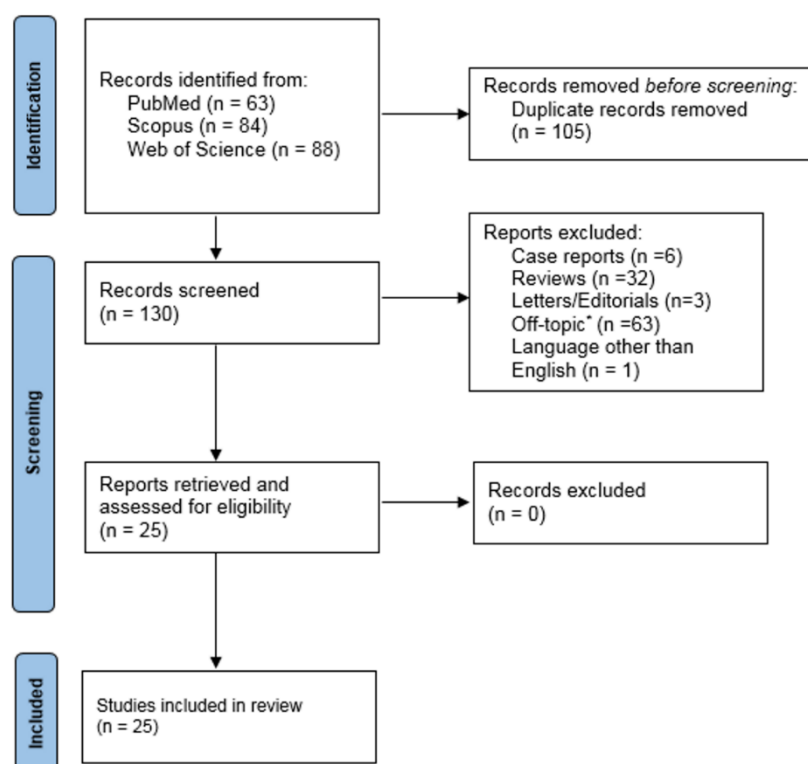 Identification
Records identified from:
PubMed (n = 63)
Scopus (n = 84)
Web of Science (n = 88)
Records removed before screening:
Duplicate records removed
(n = 105)
Screening
Records screened
(n = 130)
Reports excluded:
Case reports (n =6)
Reviews (n =32)
Letters/Editorials (n=3)
Off-topic* (n =63)
Language other than
English (n = 1)
Reports retrieved and
assessed for eligibility
(n = 25)
Records excluded
(n = 0)
Included
Studies included in review
(n = 25)